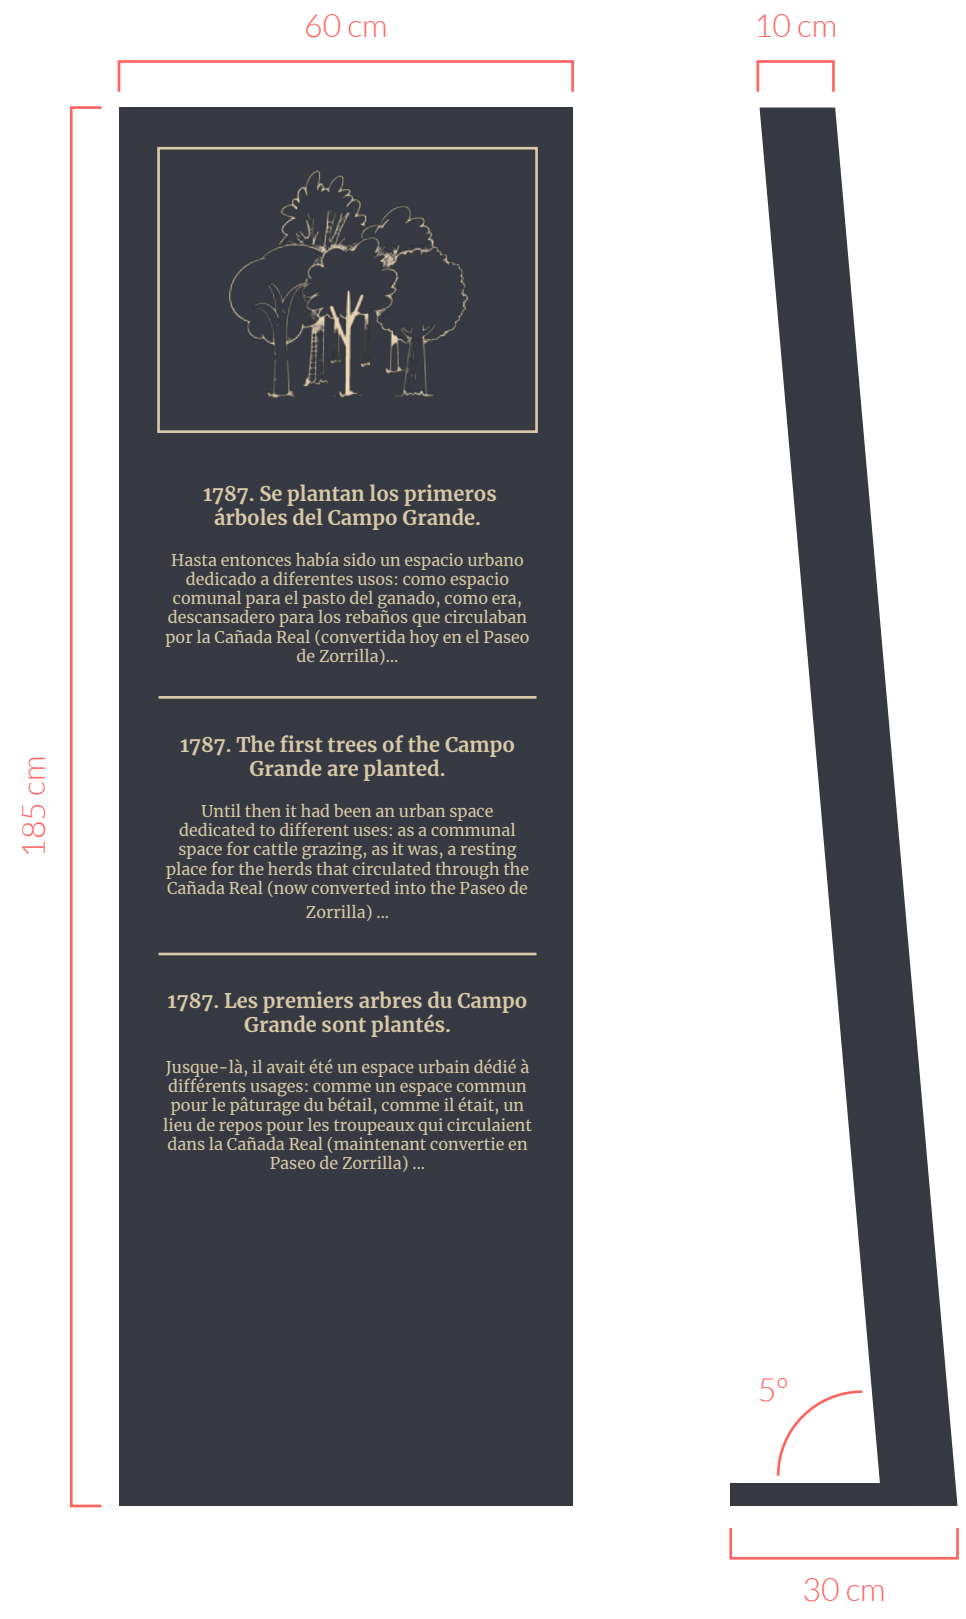 60 cm
10 cm
185 cm
1787. Se plantan los primeros
árboles del Campo Grande.
Hasta entonces había sido un espacio urbano
dedicado a diferentes usos: como espacio
comunal para el pasto del ganado, como era,
descansadero para los rebaños que circulaban
por la Cañada Real (convertida hoy en el Paseo
de Zorrilla)...
1787. The first trees of the Campo
Grande are planted.
Until then it had been an urban space
dedicated to different uses: as a communal
space for cattle grazing, as it was, a resting
place for the herds that circulated through the
Cañada Real (now converted into the Paseo de
Zorrilla) ...
1787. Les premiers arbres du Campo
Grande sont plantés.
Jusque-là, il avait été un espace urbain dédié à
différents usages: comme un espace commun
pour le pâturage du bétail, comme il était, un
lieu de repos pour les troupeaux qui circulaient
dans la Cañada Real (maintenant convertie en
Paseo de Zorrilla) ...
5º
30 cm